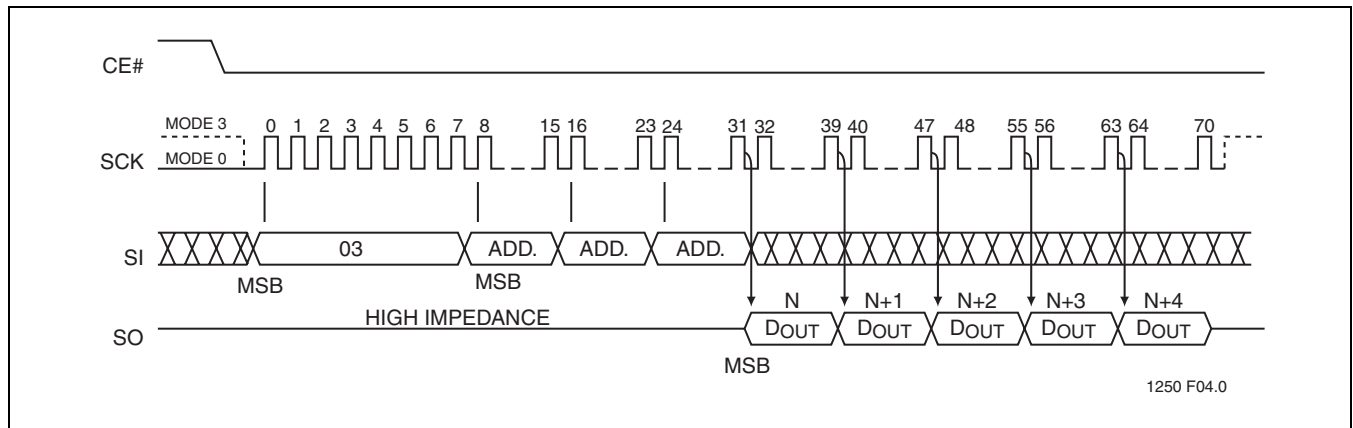 CE#
MODE 3 0 1 2 3 4 5 6 7 8 15 16 23 24 31 32 39 40 47 48 55 56 63 64 70
SCK MODE 0
SI 03 ADD. ADD. ADD.
MSB MSB
HIGH IMPEDANCE N N+1 N+2 N+3 N+4
SO DOUT DOUT DOUT DOUT DOUT
MSB
1250 F04.0